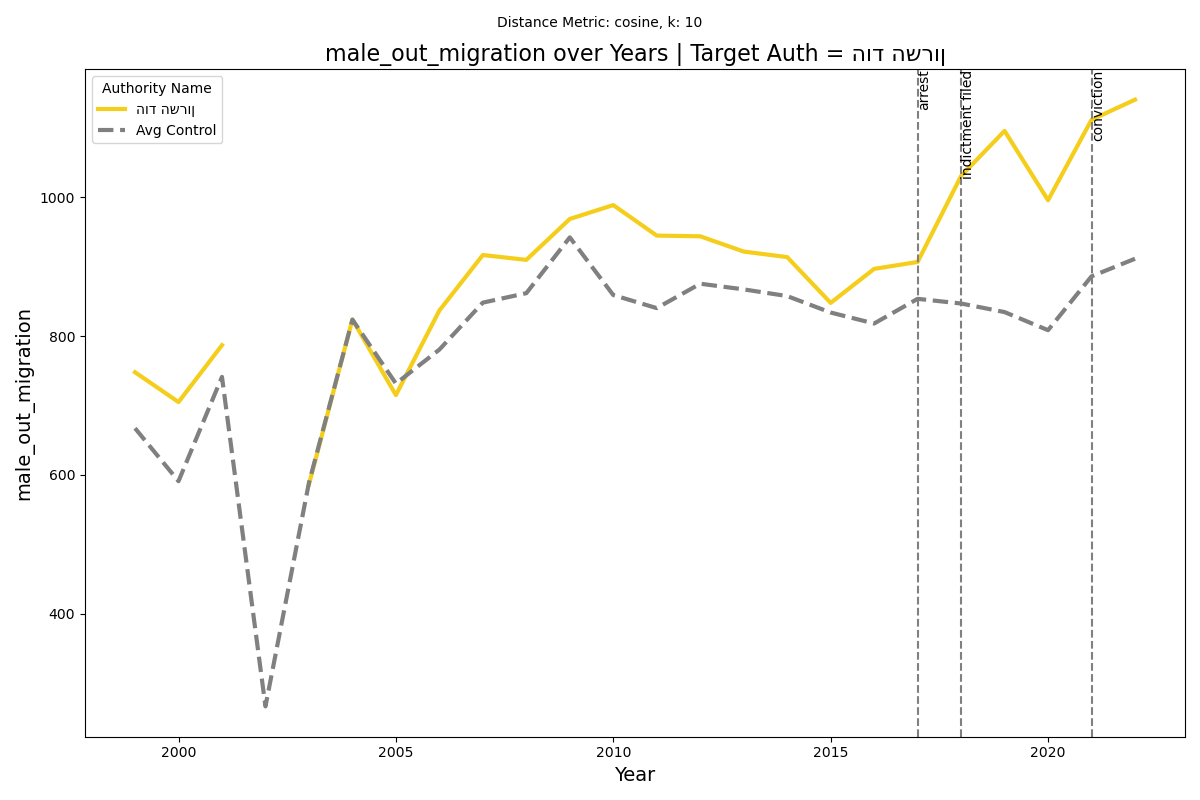 Distance Metric: cosine, k: 10
male_out_migration over Years | Target Auth = הוד השרון
Authority Name
הוד השרון
Avg Control
arrest
indictment filed
conviction
male_out_migration
1000
800
600
400
2000
2005
2010
2015
2020
Year